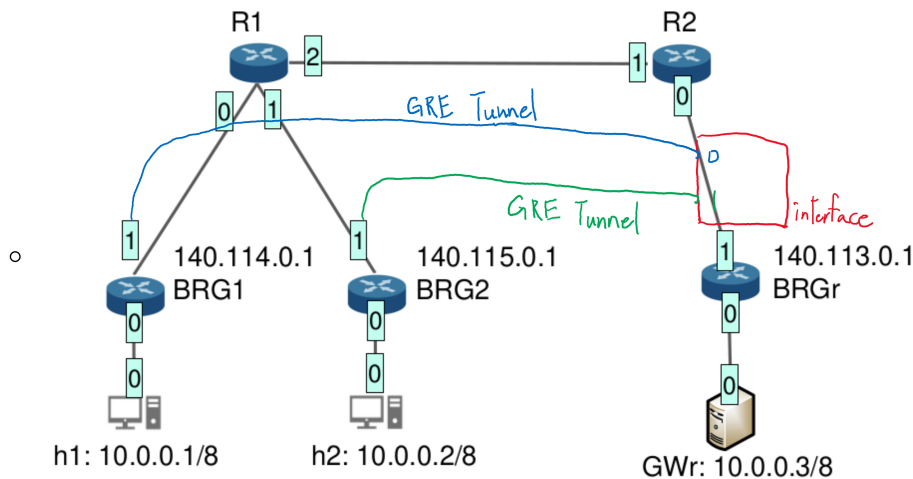 R1
R2
2
1
0
1
0
GRE Tunnel
0
1
GRE Tunnel
interface
1
1
1
140.114.0.1
BRG1
140.115.0.1
BRG2
140.113.0.1
BRGr
0
0
0
0
0
0
h1: 10.0.0.1/8
h2: 10.0.0.2/8
GWr: 10.0.0.3/8